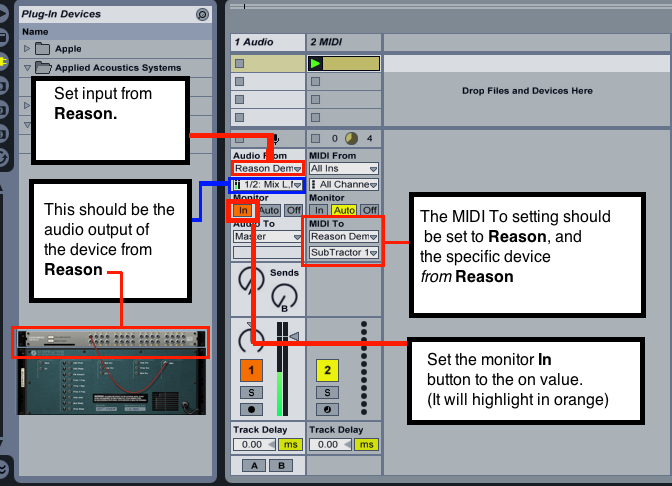 Plug-In Devices
Name
Apple
Applied Acoustics Systems
Set input from
Reason.
This should be the
audio output of
the device from
Reason
1 Audio
2 MIDI
Drop Files and Devices Here
0 4
Audio From
MIDI From
Reason Dem
All Ins
1/2: Mix L,
All Channe
Monitor
Monitor
In Auto Off
In Auto Off
Audio To
MIDI To
Master
Reason Dem
SubTractor 1
Sends
A
B
1
2
S
S
Track Delay
Track Delay
0.00 ms
0.00 ms
A B
The MIDI To setting should
be set to Reason, and
the specific device
from Reason
Set the monitor In
button to the on value.
(It will highlight in orange)